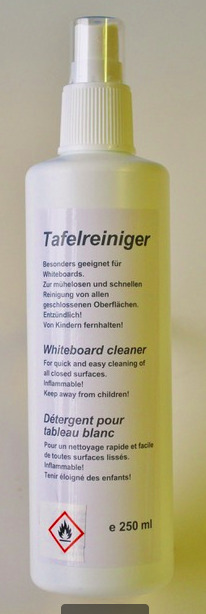 Tafelreiniger
Besonders geeignet für
Whiteboards.
Zur mühelosen und schnellen
Reinigung von allen
geschlossenen Oberflächen.
Entzündlich!
Von Kindern fernhalten!
Whiteboard cleaner
For quick and easy cleaning of
all closed surfaces.
Inflammable!
Keep away from children!
Détergent pour
tableau blanc
Pour un nettoyage rapide et facile
de toutes surfaces lissés.
Inflammable!
Tenir éloigné des enfants!
e 250 ml